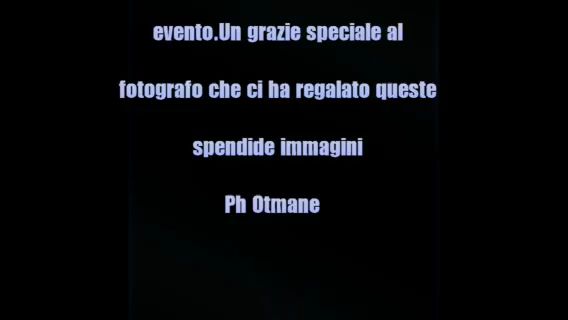 evento.Un grazie speciale al
fotografo che ci ha regalato queste
spendide immagini
Ph Otmane